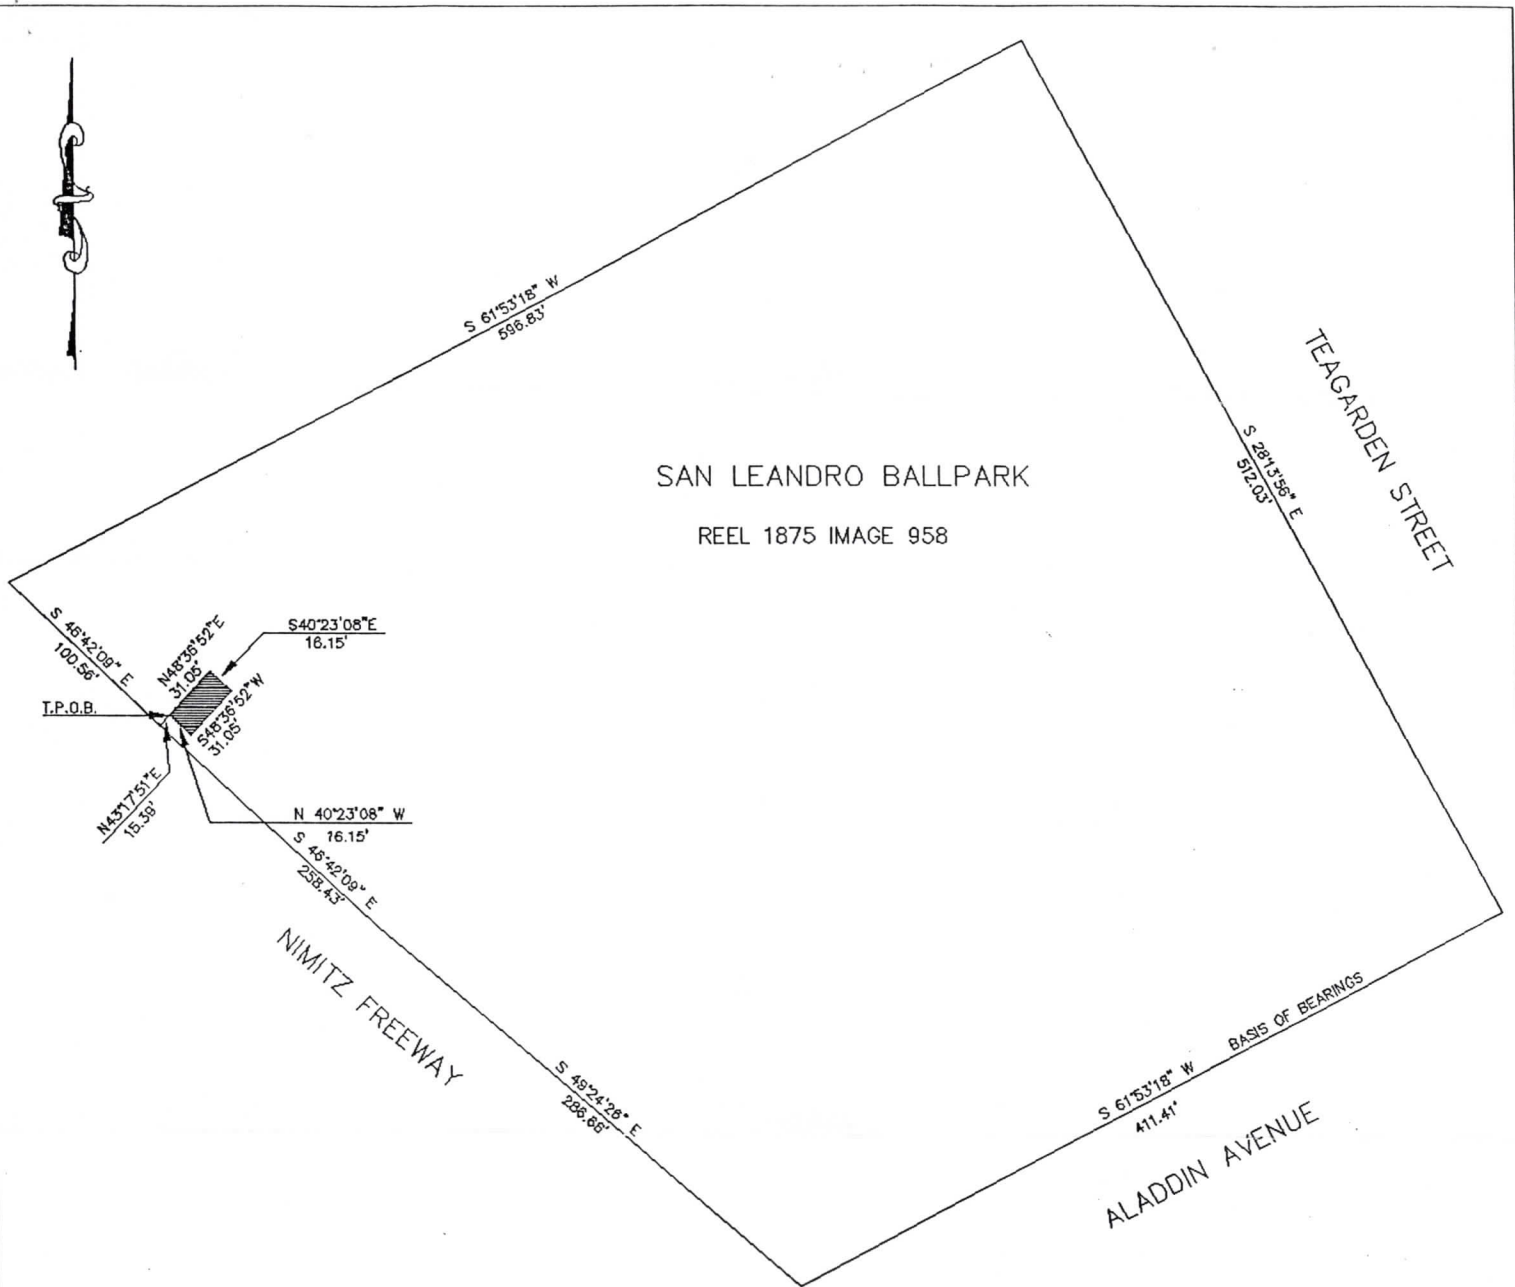 S 61°53'18" W
596.83'
TEAGARDEN STREET
S 28°13'56" E
512.03'
SAN LEANDRO BALLPARK
REEL 1875 IMAGE 958
S 46°42'09" E
100.56'
N48°36'52"E
31.05'
S40°23'08"E
16.15'
T.P.O.B.
S48°36'52"W
31.05'
N43°17'51"E
15.39'
N 40°23'08" W
16.15'
S 46°42'09" E
258.43'
NIMITZ FREEWAY
BASIS OF BEARINGS
S 49°24'26" E
286.66'
S 61°53'18" W
411.41'
ALADDIN AVENUE